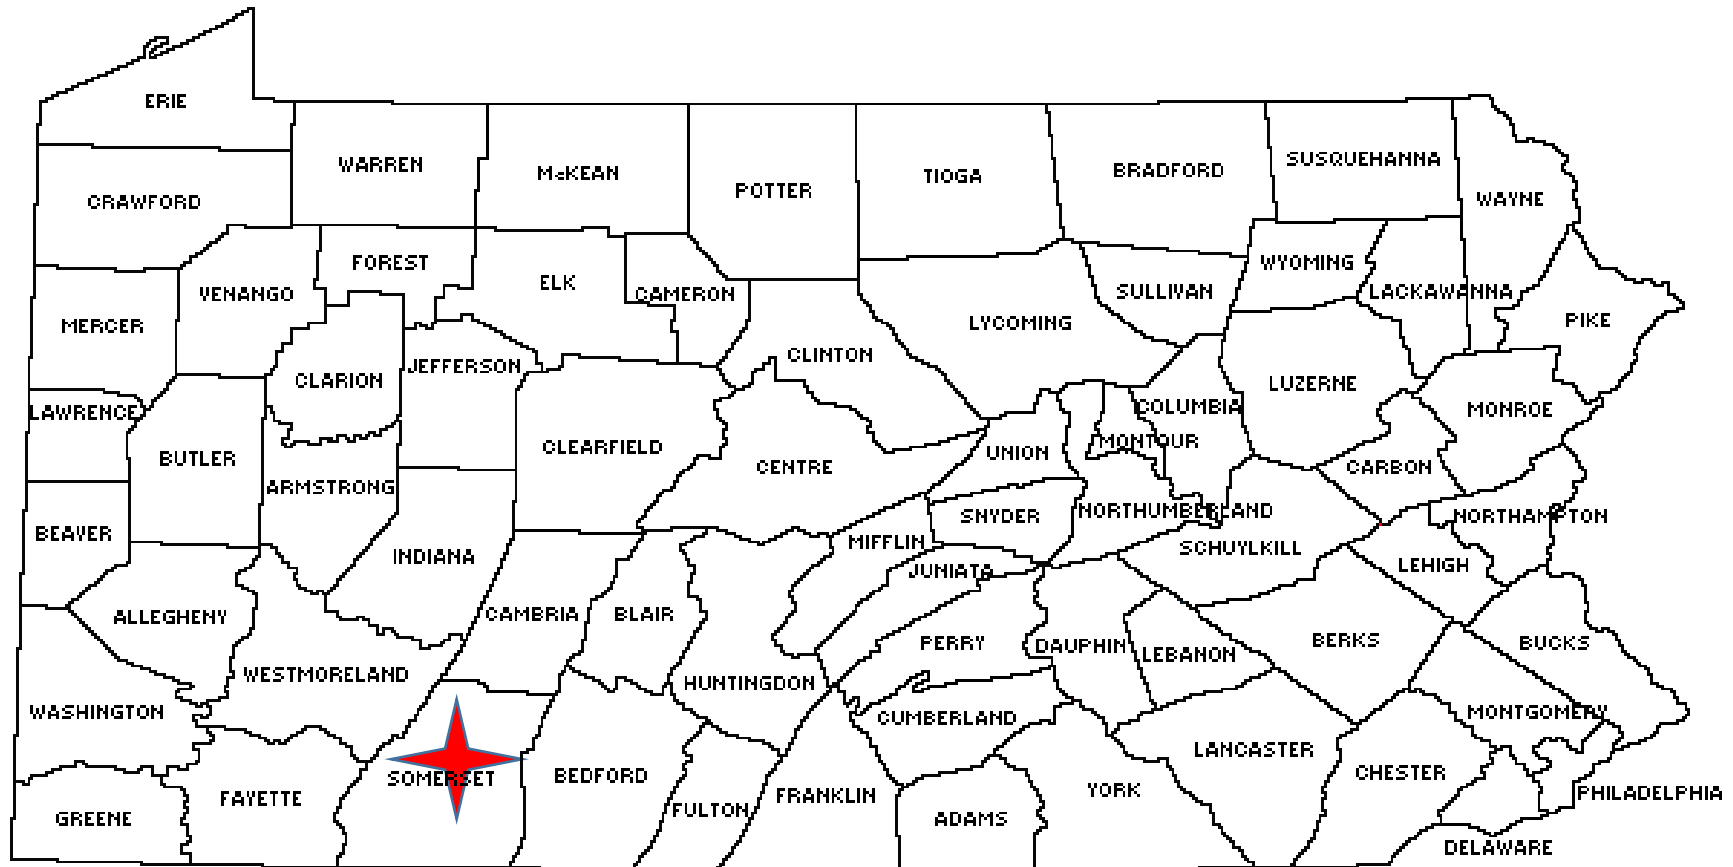 ERIE
WARREN
McKEAN
POTTER
TIOGA
BRADFORD
SUSQUEHANNA
WAYNE
CRAWFORD
FOREST
ELK
CAMERON
VENANGO
WYOMING
LACKAWANNA
SULLIVAN
MERCER
LYCOMING
PIKE
CLINTON
JEFFERSON
CLARION
LUZERNE
LAWRENCE
COLUMBIA
MONROE
MONTOUR
BUTLER
CLEARFIELD
CENTRE
UNION
CARBON
ARMSTRONG
SNYDER
NORTHUMBERLAND
NORTHAMPTON
BEAVER
INDIANA
MIFFLIN
SCHUYLKILL
JUNIATA
LEHIGH
ALLEGHENY
CAMBRIA
BLAIR
PERRY
DAUPHIN
LEBANON
BERKS
BUCKS
WESTMORELAND
HUNTINGDON
WASHINGTON
CUMBERLAND
MONTGOMERY
LANCASTER
SOMERSET
BEDFORD
CHESTER
FAYETTE
FULTON
FRANKLIN
YORK
PHILADELPHIA
GREENE
ADAMS
DELAWARE